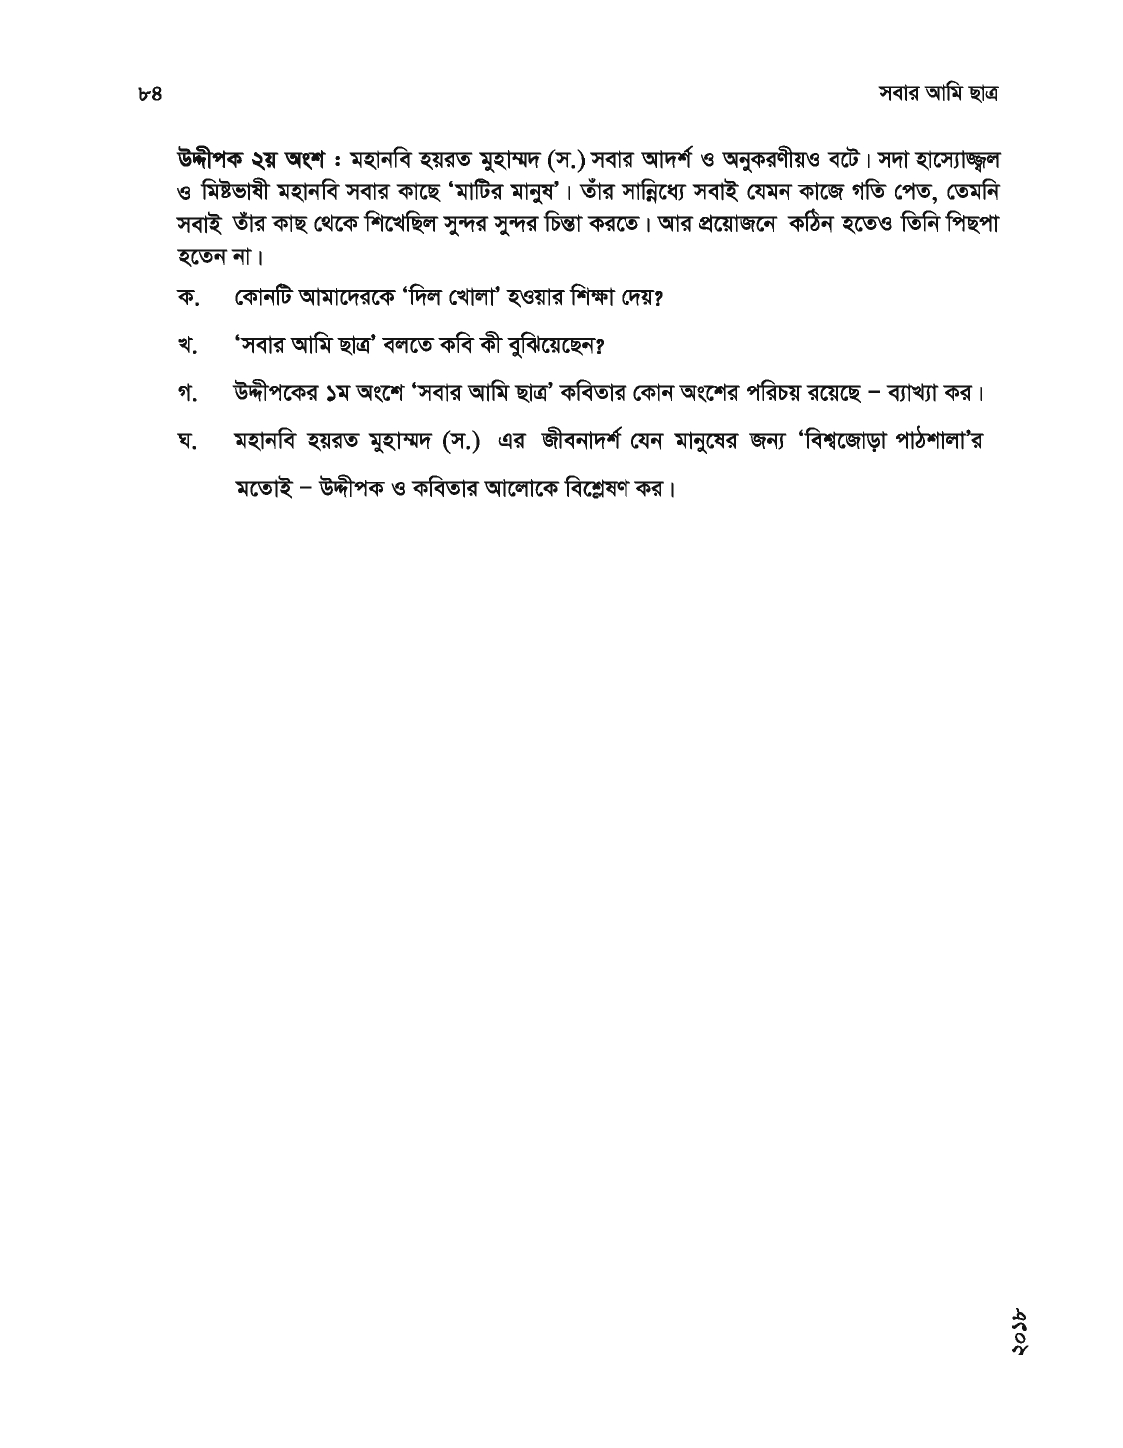 ৮৪
সবার আমি ছাত্র
উদ্দীপক ২য় অংশ : মহানবি হযরত মুহাম্মদ (স.) সবার আদর্শ ও অনুকরণীয়ও বটে। সদা হাস্যোজ্জ্বল
ও মিষ্টভাষী মহানবি সবার কাছে ‘মাটির মানুষ’। তাঁর সান্নিধ্যে সবাই যেমন কাজে গতি পেত, তেমনি
সবাই তাঁর কাছ থেকে শিখেছিল সুন্দর সুন্দর চিন্তা করতে। আর প্রয়োজনে কঠিন হতেও তিনি পিছপা
হতেন না।
ক. কোনটি আমাদেরকে ‘দিল খোলা’ হওয়ার শিক্ষা দেয়?
খ. ‘সবার আমি ছাত্র’ বলতে কবি কী বুঝিয়েছেন?
গ. উদ্দীপকের ১ম অংশে ‘সবার আমি ছাত্র’ কবিতার কোন অংশের পরিচয় রয়েছে – ব্যাখ্যা কর।
ঘ. মহানবি হযরত মুহাম্মদ (স.) এর জীবনাদর্শ যেন মানুষের জন্য ‘বিশ্বজোড়া পাঠশালা’র
মতোই – উদ্দীপক ও কবিতার আলোকে বিশ্লেষণ কর।
২০১৮